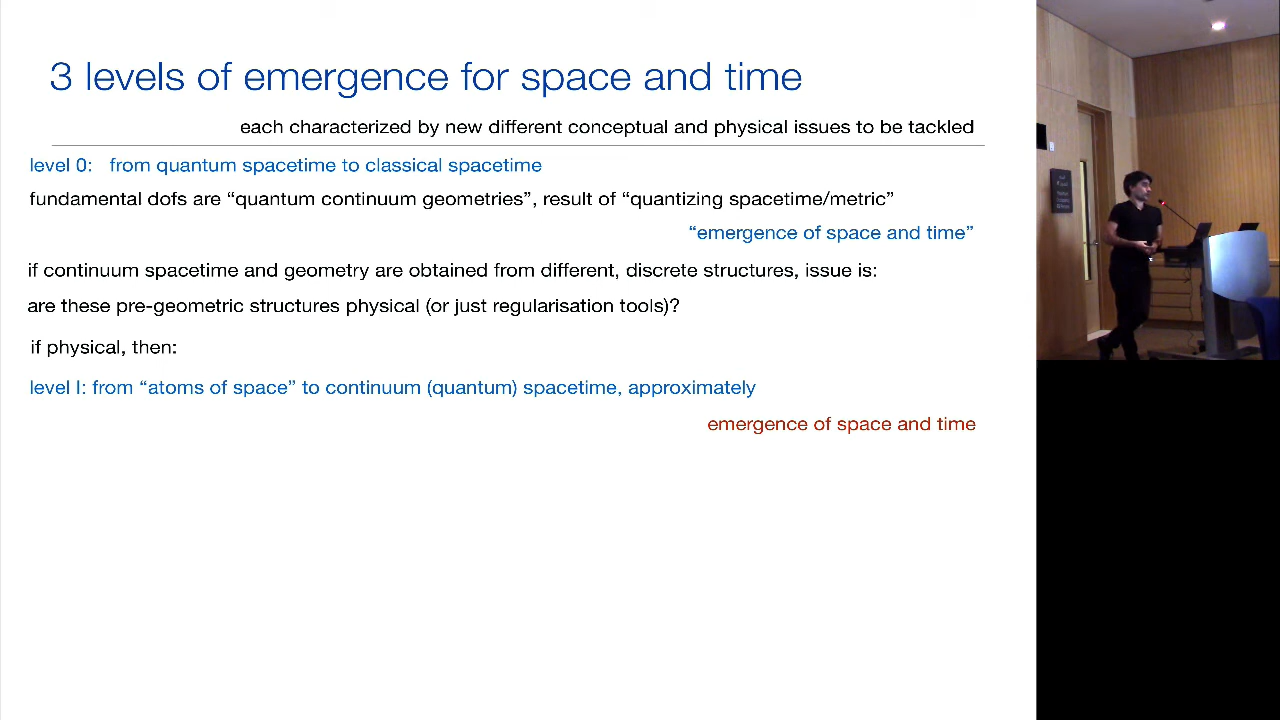 3 levels of emergence for space and time
each characterized by new different conceptual and physical issues to be tackled
level 0: from quantum spacetime to classical spacetime
fundamental dofs are “quantum continuum geometries”, result of “quantizing spacetime/metric”
“emergence of space and time”
if continuum spacetime and geometry are obtained from different, discrete structures, issue is:
are these pre-geometric structures physical (or just regularisation tools)?
if physical, then:
level I: from “atoms of space” to continuum (quantum) spacetime, approximately
emergence of space and time